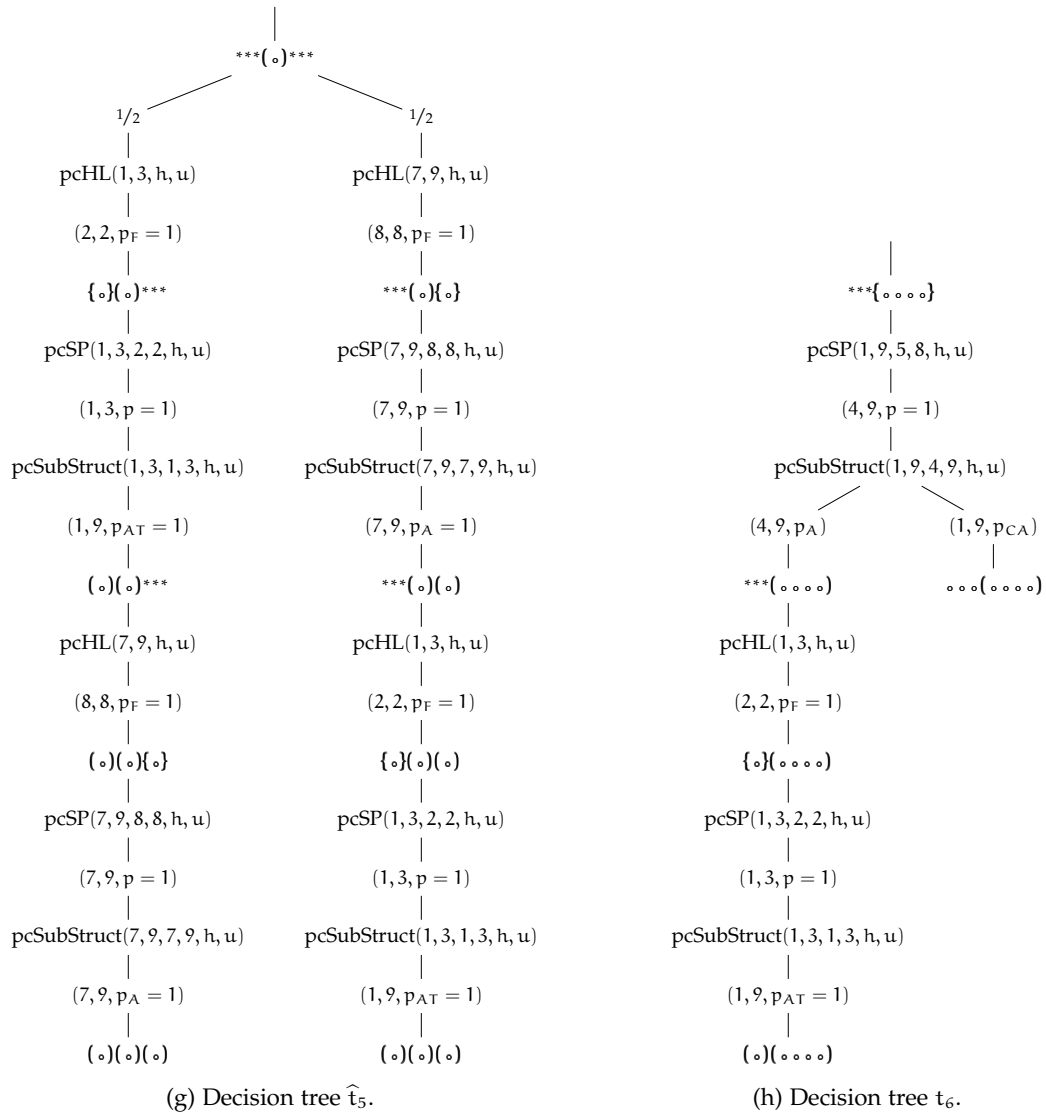 ***(∘)***
1/2 1/2
pcHL(1, 3, h, u) pcHL(7, 9, h, u)
(2, 2, p_F = 1) (8, 8, p_F = 1)
{∘}(∘)*** ***(∘){∘} ***{∘∘∘∘}
pcSP(1, 3, 2, 2, h, u) pcSP(7, 9, 8, 8, h, u) pcSP(1, 9, 5, 8, h, u)
(1, 3, p = 1) (7, 9, p = 1) (4, 9, p = 1)
pcSubStruct(1, 3, 1, 3, h, u) pcSubStruct(7, 9, 7, 9, h, u) pcSubStruct(1, 9, 4, 9, h, u)
(1, 9, p_AT = 1) (7, 9, p_A = 1) (4, 9, p_A) (1, 9, p_CA)
(∘)(∘)*** ***(∘)(∘) ***(∘∘∘∘) ∘∘∘(∘∘∘∘)
pcHL(7, 9, h, u) pcHL(1, 3, h, u) pcHL(1, 3, h, u)
(8, 8, p_F = 1) (2, 2, p_F = 1) (2, 2, p_F = 1)
(∘)(∘){∘} {∘}(∘)(∘) {∘}(∘∘∘∘)
pcSP(7, 9, 8, 8, h, u) pcSP(1, 3, 2, 2, h, u) pcSP(1, 3, 2, 2, h, u)
(7, 9, p = 1) (1, 3, p = 1) (1, 3, p = 1)
pcSubStruct(7, 9, 7, 9, h, u) pcSubStruct(1, 3, 1, 3, h, u) pcSubStruct(1, 3, 1, 3, h, u)
(7, 9, p_A = 1) (1, 9, p_AT = 1) (1, 9, p_AT = 1)
(∘)(∘)(∘) (∘)(∘)(∘) (∘)(∘∘∘∘)
(g) Decision tree t̂₅. (h) Decision tree t₆.